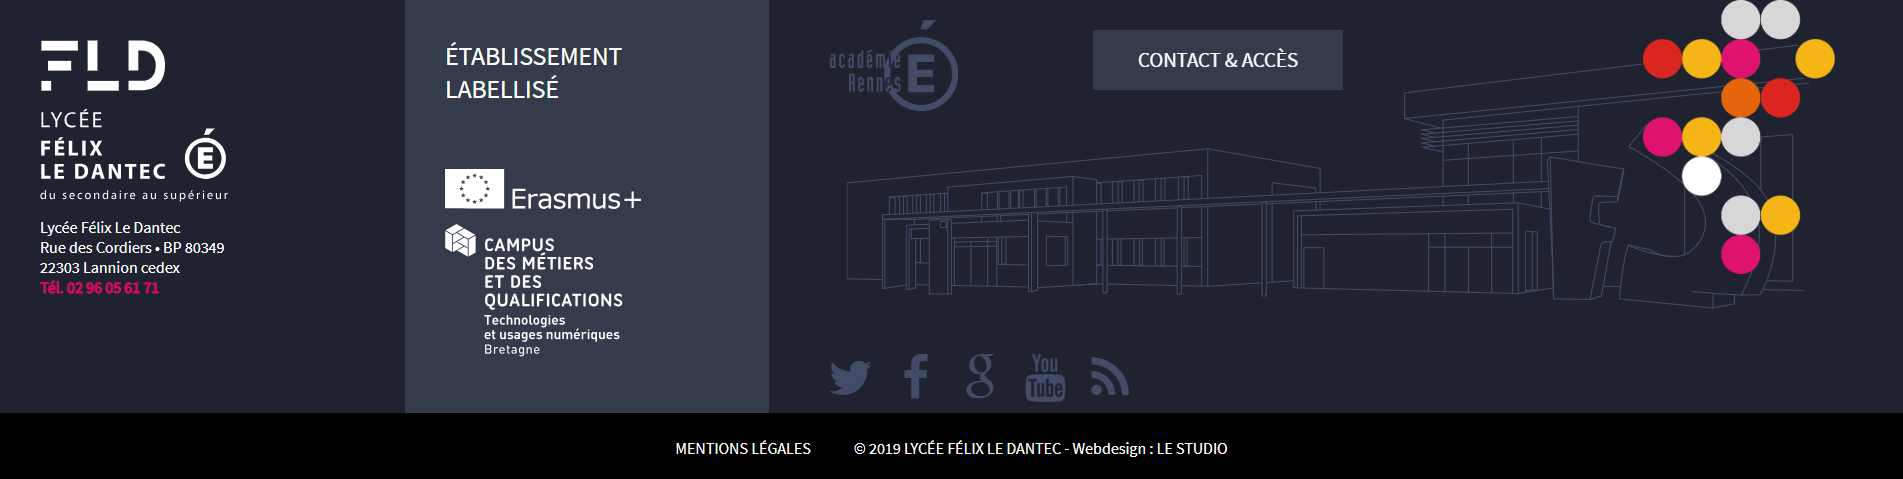 FLD
LYCÉE
FÉLIX
LE DANTEC
É
du secondaire au supérieur
Lycée Félix Le Dantec
Rue des Cordiers • BP 80349
22303 Lannion cedex
Tél. 02 96 05 61 71
ÉTABLISSEMENT
LABELLISÉ
Erasmus+
CAMPUS
DES MÉTIERS
ET DES
QUALIFICATIONS
Technologies
et usages numériques
Bretagne
académie
Rennes
É
CONTACT & ACCÈS
g
You
Tube
MENTIONS LÉGALES
© 2019 LYCÉE FÉLIX LE DANTEC - Webdesign : LE STUDIO